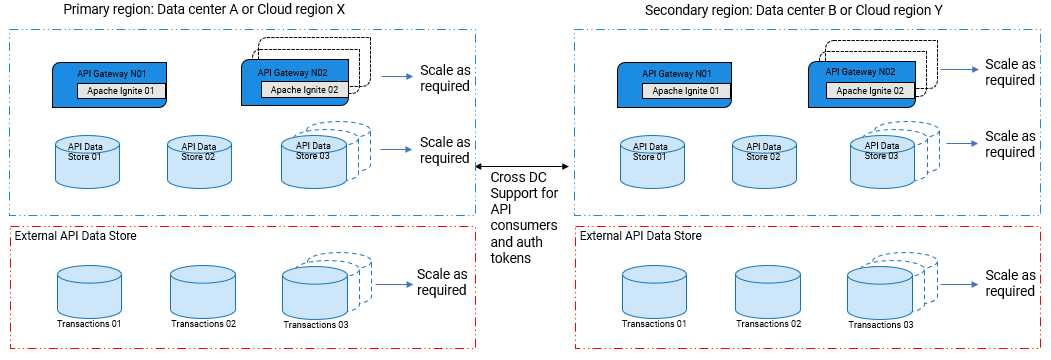 Primary region: Data center A or Cloud region X
API Gateway N01
Apache Ignite 01
API Gateway N02
Apache Ignite 02
Scale as
required
API Data
Store 01
API Data
Store 02
API Data
Store 03
Scale as
required
External API Data Store
Transactions 01
Transactions 02
Transactions 03
Scale as
required
Cross DC
Support for
API
consumers
and auth
tokens
Secondary region: Data center B or Cloud region Y
API Gateway N01
Apache Ignite 01
API Gateway N02
Apache Ignite 02
Scale as
required
API Data
Store 01
API Data
Store 02
API Data
Store 03
Scale as
required
External API Data Store
Transactions 01
Transactions 02
Transactions 03
Scale as
required